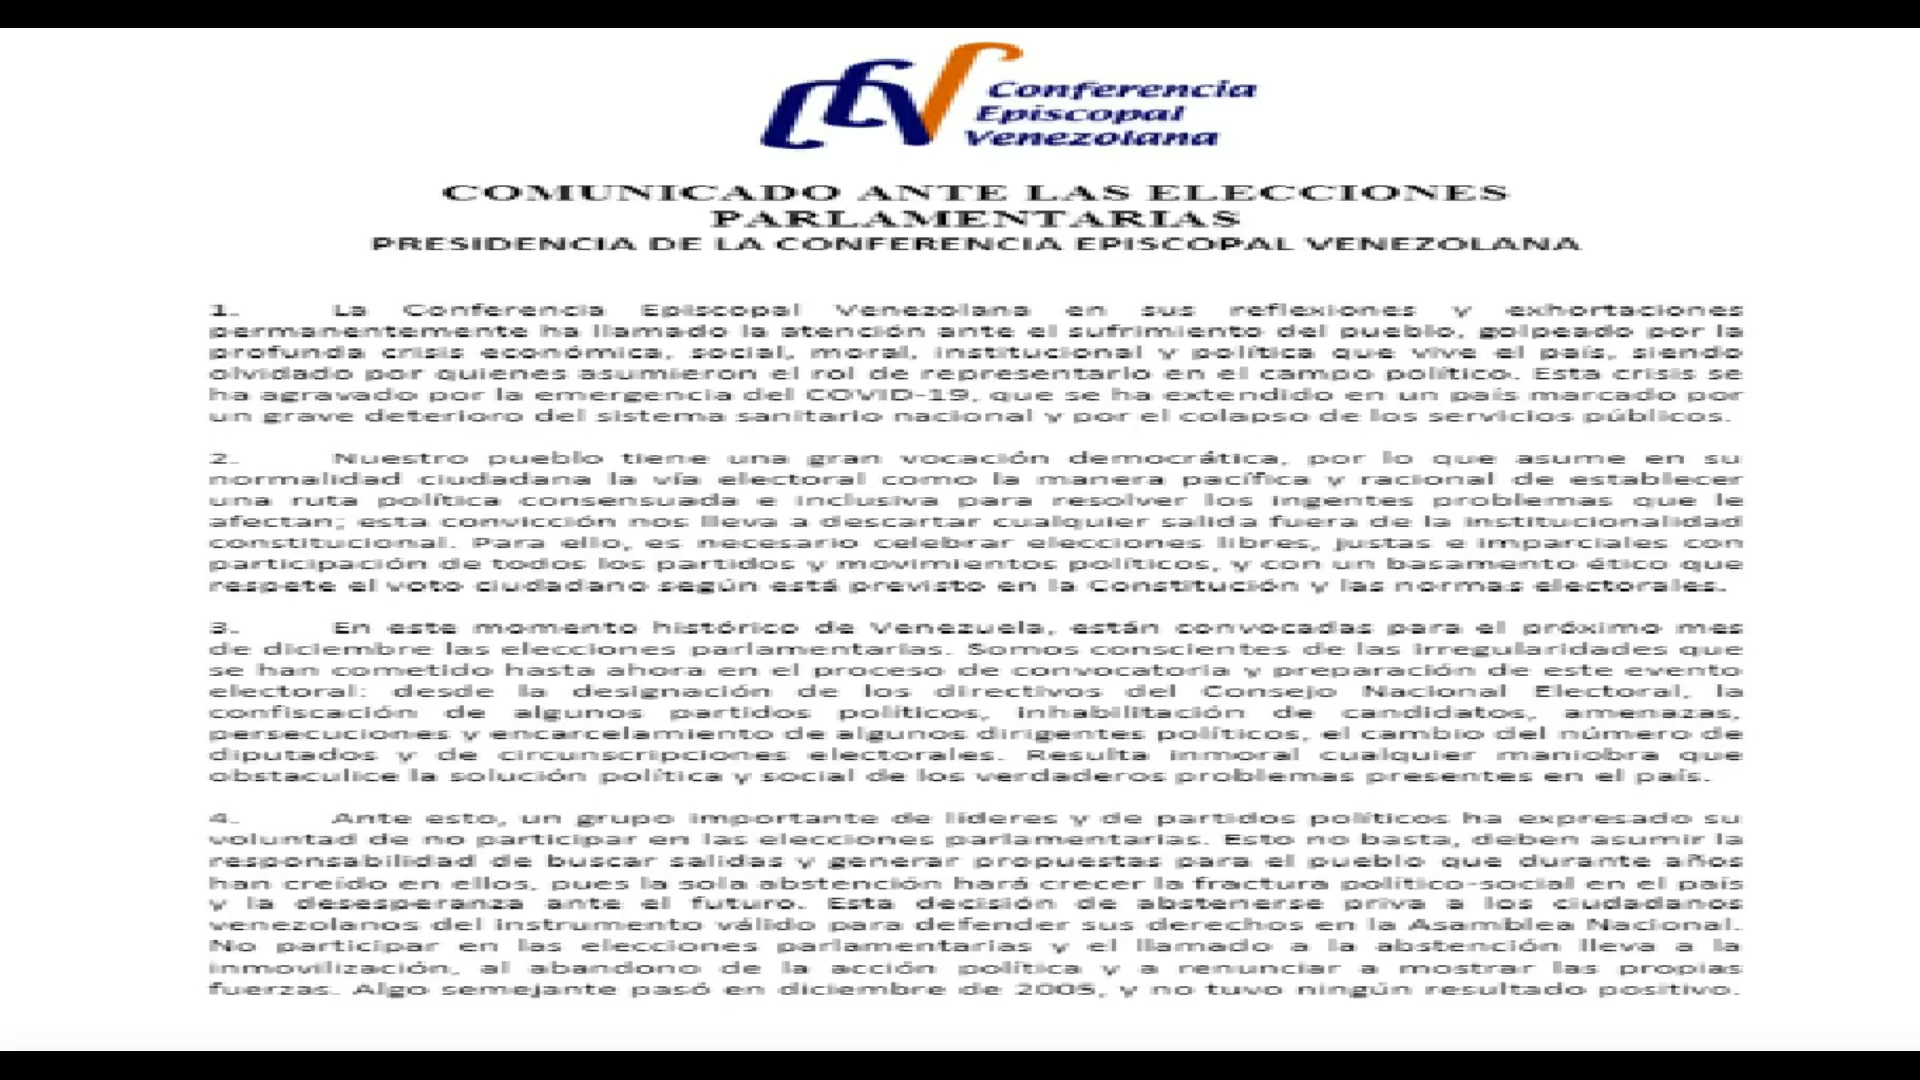 Conferencia
Episcopal
Venezolana
COMUNICADO ANTE LAS ELECCIONES
PARLAMENTARIAS
PRESIDENCIA DE LA CONFERENCIA EPISCOPAL VENEZOLANA
1. La Conferencia Episcopal Venezolana en sus reflexiones y exhortaciones
permanentemente ha llamado la atención ante el sufrimiento del pueblo, golpeado por la
profunda crisis económica, social, moral, institucional y política que vive el país, siendo
olvidado por quienes asumieron el rol de representarlo en el campo político. Esta crisis se
ha agravado por la emergencia del COVID-19, que se ha extendido en un país marcado por
un grave deterioro del sistema sanitario nacional y por el colapso de los servicios públicos.
2. Nuestro pueblo tiene una gran vocación democrática, por lo que asume en su
normalidad ciudadana la vía electoral como la manera pacífica y racional de establecer
una ruta política consensuada e inclusiva para resolver los ingentes problemas que le
afectan; esta convicción nos lleva a descartar cualquier salida fuera de la institucionalidad
constitucional. Para ello, es necesario celebrar elecciones libres, justas e imparciales con
participación de todos los partidos y movimientos políticos, y con un basamento ético que
respete el voto ciudadano según está previsto en la Constitución y las normas electorales.
3. En este momento histórico de Venezuela, están convocadas para el próximo mes
de diciembre las elecciones parlamentarias. Somos conscientes de las irregularidades que
se han cometido hasta ahora en el proceso de convocatoria y preparación de este evento
electoral: desde la designación de los directivos del Consejo Nacional Electoral, la
confiscación de algunos partidos políticos, inhabilitación de candidatos, amenazas,
persecuciones y encarcelamiento de algunos dirigentes políticos, el cambio del número de
diputados y de circunscripciones electorales. Resulta inmoral cualquier maniobra que
obstaculice la solución política y social de los verdaderos problemas presentes en el país.
4. Ante esto, un grupo importante de líderes y de partidos políticos ha expresado su
voluntad de no participar en las elecciones parlamentarias. Esto no basta, deben asumir la
responsabilidad de buscar salidas y generar propuestas para el pueblo que durante años
han creído en ellos, pues la sola abstención hará crecer la fractura político-social en el país
y la desesperanza ante el futuro. Esta decisión de abstenerse priva a los ciudadanos
venezolanos del instrumento válido para defender sus derechos en la Asamblea Nacional.
No participar en las elecciones parlamentarias y el llamado a la abstención lleva a la
inmovilización, al abandono de la acción política y a renunciar a mostrar las propias
fuerzas. Algo semejante pasó en diciembre de 2005, y no tuvo ningún resultado positivo.